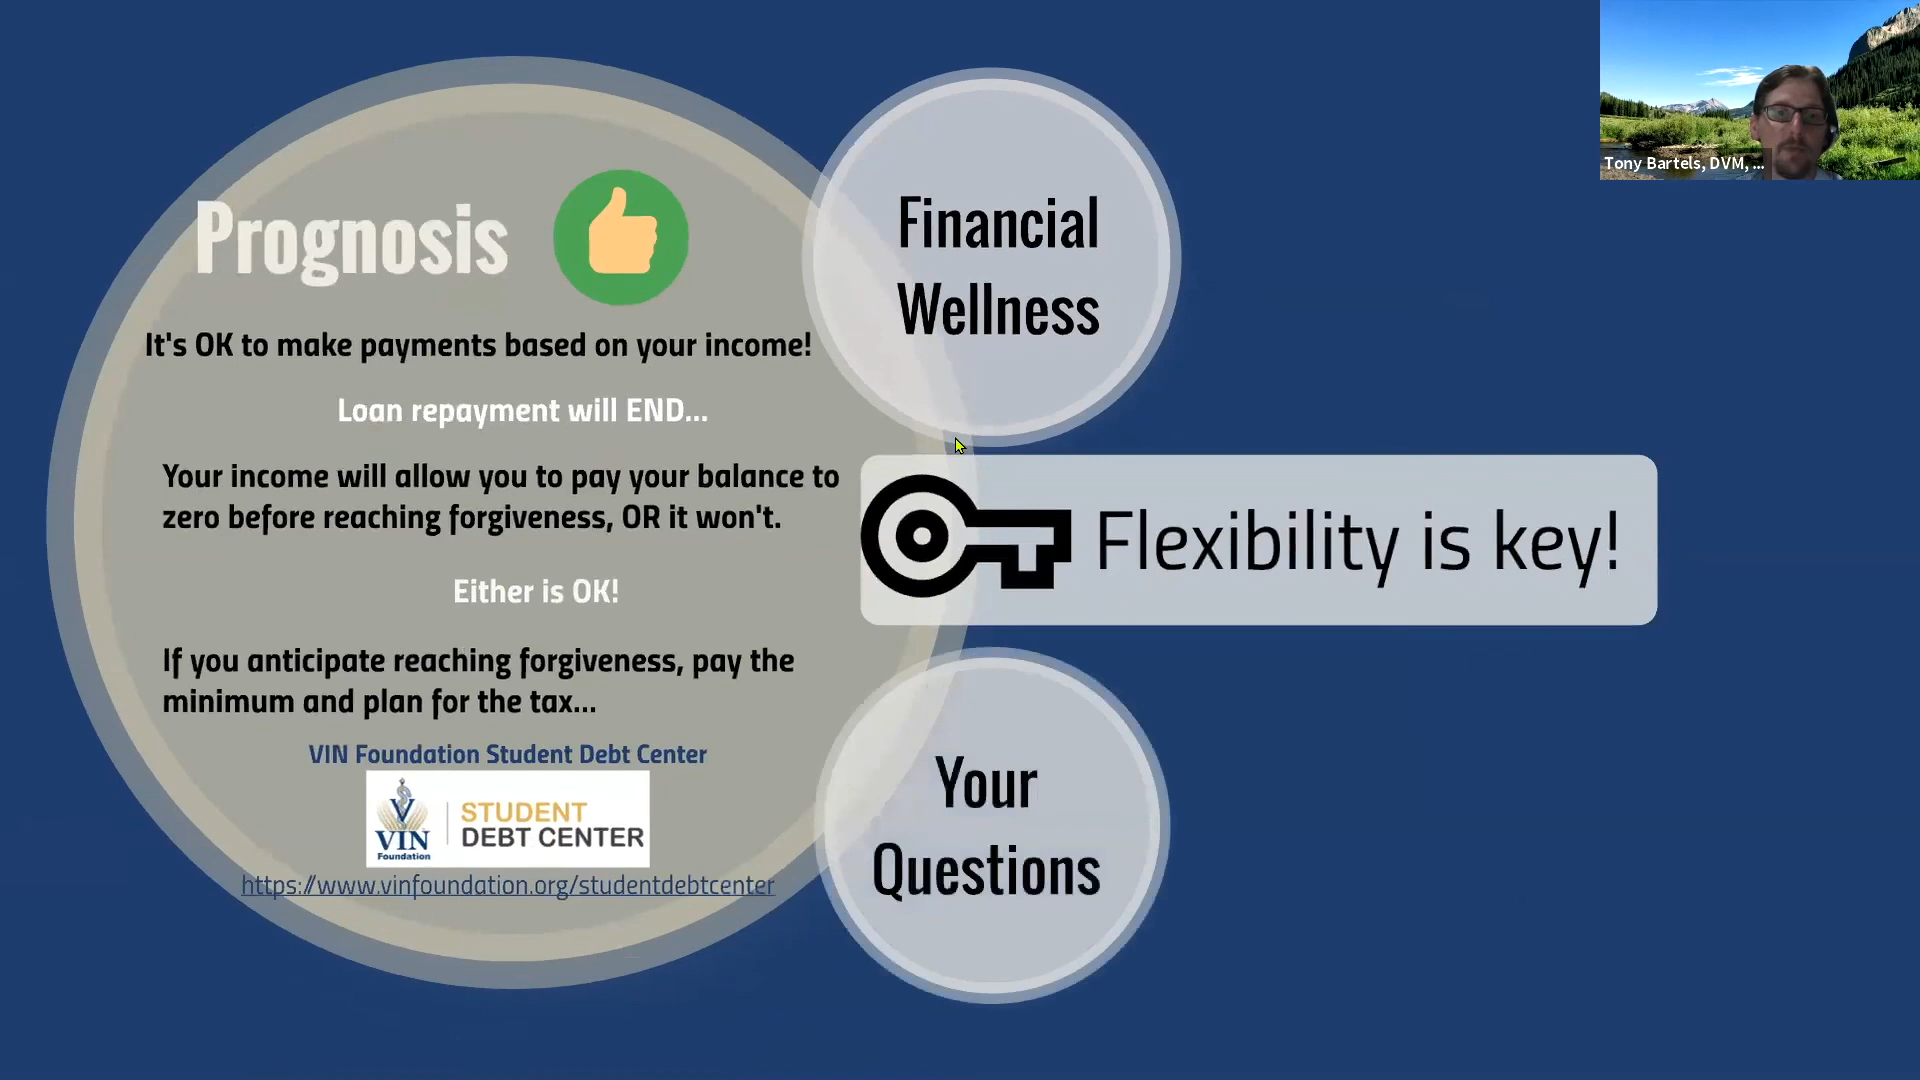 Prognosis
It's OK to make payments based on your income!
Loan repayment will END...
Your income will allow you to pay your balance to
zero before reaching forgiveness, OR it won't.
Either is OK!
If you anticipate reaching forgiveness, pay the
minimum and plan for the tax...
VIN Foundation Student Debt Center
V
VIN
Foundation
STUDENT
DEBT CENTER
https://www.vinfoundation.org/studentdebtcenter
Financial
Wellness
Flexibility is key!
Your
Questions
Tony Bartels, DVM, ...